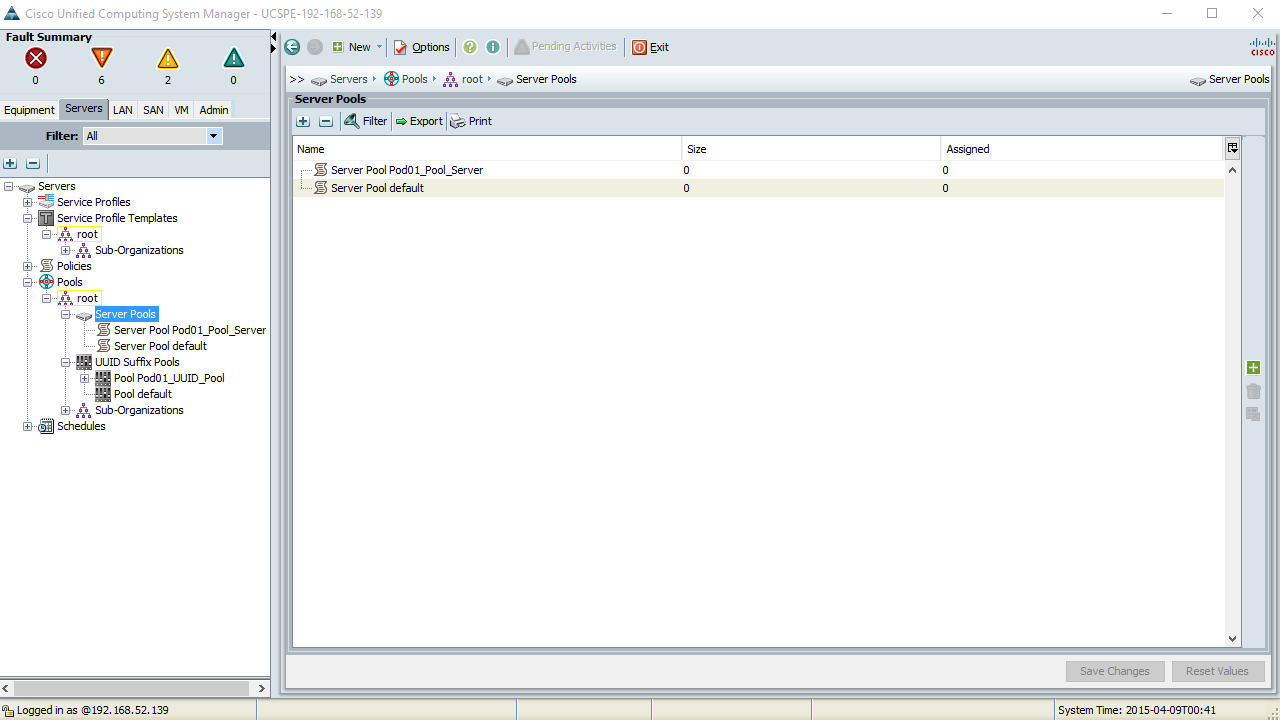 Cisco Unified Computing System Manager - UCSPE-192-168-52-139
Fault Summary
0 6 2 0
New Options Pending Activities Exit
CISCO
>> Servers Pools root Server Pools Server Pools
Equipment Servers LAN SAN VM Admin
Filter: All
Server Pools
Filter Export Print
Name Size Assigned
Server Pool Pod01_Pool_Server 0 0
Server Pool default 0 0
Servers
Service Profiles
Service Profile Templates
root
Sub-Organizations
Policies
Pools
root
Server Pools
Server Pool Pod01_Pool_Server
Server Pool default
UUID Suffix Pools
Pool Pod01_UUID_Pool
Pool default
Sub-Organizations
Schedules
Save Changes Reset Values
Logged in as @192.168.52.139
System Time: 2015-04-09T00:41